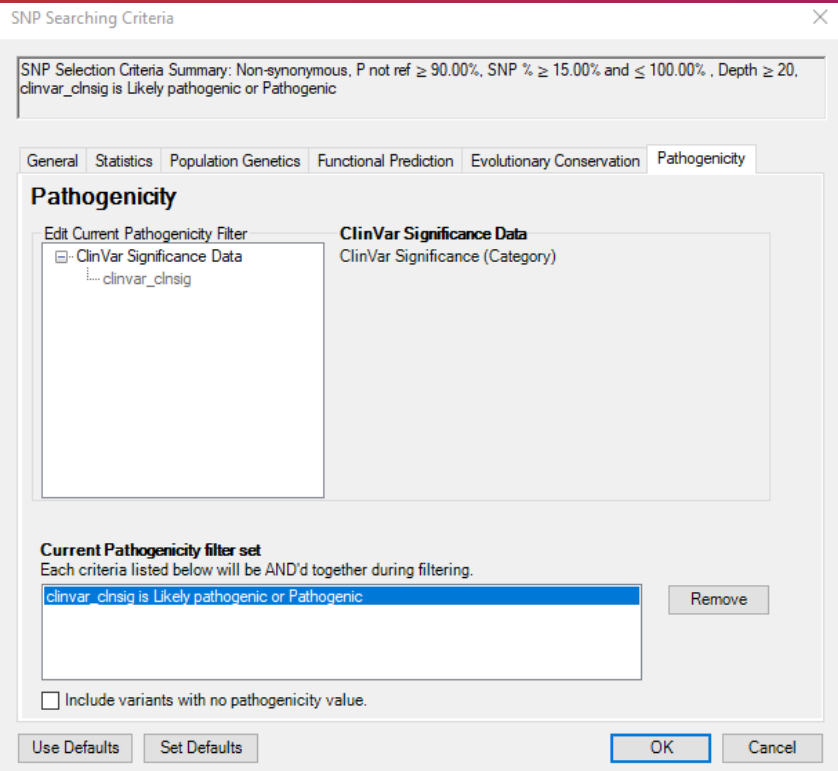 SNP Searching Criteria
SNP Selection Criteria Summary: Non-synonymous, P not ref ≥ 90.00%, SNP % ≥ 15.00% and ≤ 100.00% , Depth ≥ 20,
clinvar_clnsig is Likely pathogenic or Pathogenic
General Statistics Population Genetics Functional Prediction Evolutionary Conservation Pathogenicity
Pathogenicity
Edit Current Pathogenicity Filter
ClinVar Significance Data
clinvar_clnsig
ClinVar Significance Data
ClinVar Significance (Category)
Current Pathogenicity filter set
Each criteria listed below will be AND'd together during filtering.
clinvar_clnsig is Likely pathogenic or Pathogenic
Remove
Include variants with no pathogenicity value.
Use Defaults Set Defaults OK Cancel